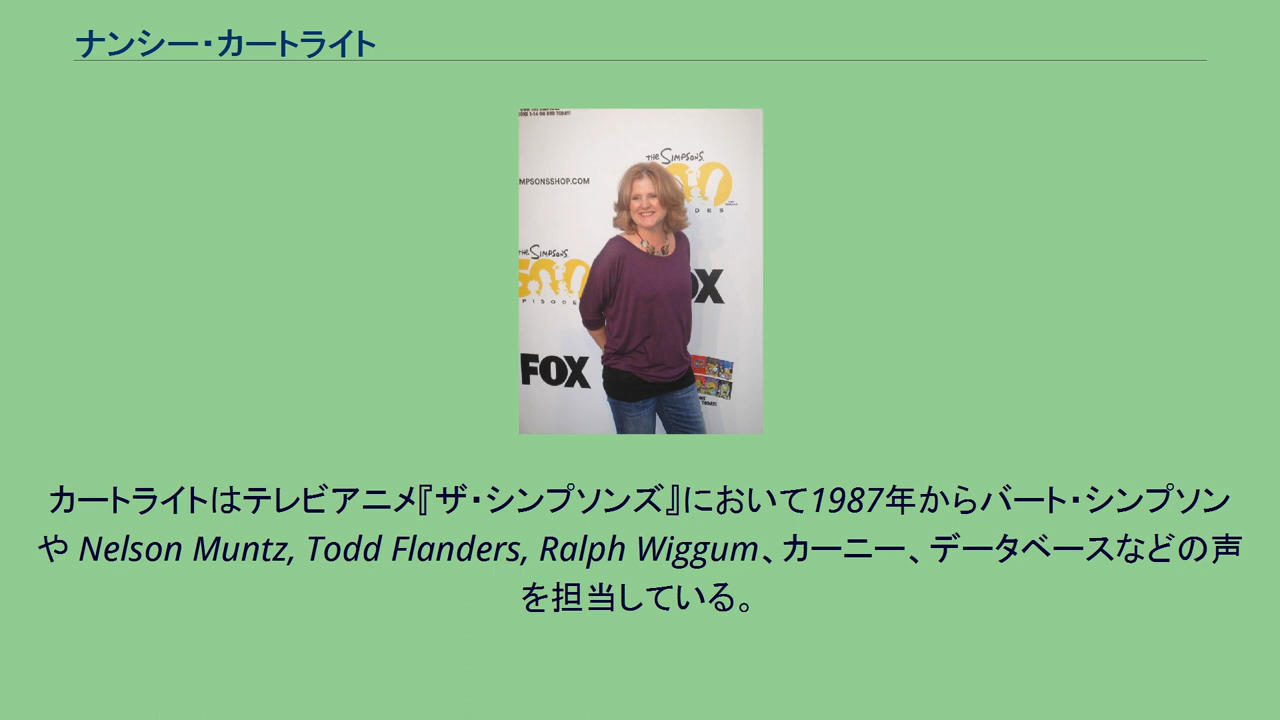 ナンシー・カートライト
THE SIMPSONS
MPSONSSHOP.COM
THE SIMPSONS
500
EPISODE
OX
FOX
カートライトはテレビアニメ『ザ・シンプソンズ』において1987年からバート・シンプソン
や Nelson Muntz, Todd Flanders, Ralph Wiggum、カーニー、データベースなどの声
を担当している。